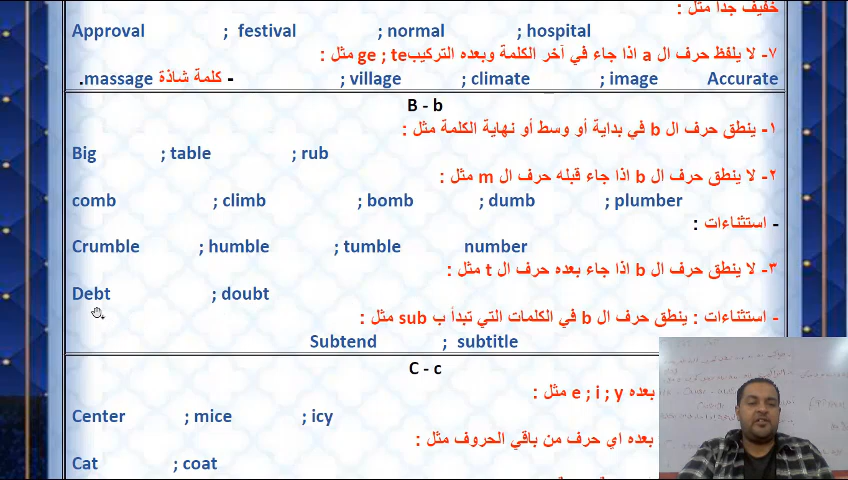 خفيف جداً مثل :
Approval ; festival ; normal ; hospital
٧- لا يلفظ حرف ال a اذا جاء في آخر الكلمة وبعده التركيب ge ; te مثل :
Accurate ; image ; climate ; village - كلمة شاذة massage.
B - b
١- ينطق حرف ال b في بداية أو وسط أو نهاية الكلمة مثل :
Big ; table ; rub
٢- لا ينطق حرف ال b اذا جاء قبله حرف ال m مثل :
comb ; climb ; bomb ; dumb ; plumber
- استثناءات :
Crumble ; humble ; tumble number
٣- لا ينطق حرف ال b اذا جاء بعده حرف ال t مثل :
Debt ; doubt
- استثناءات : ينطق حرف ال b في الكلمات التي تبدأ ب sub مثل :
Subtend ; subtitle
C - c
بعده e ; i ; y مثل :
Center ; mice ; icy
بعده اي حرف من باقي الحروف مثل :
Cat ; coat